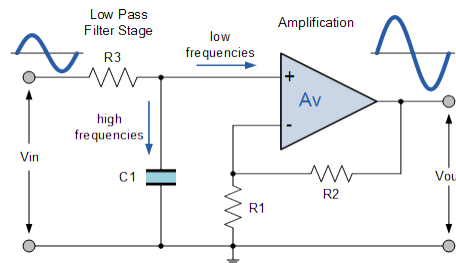 Low Pass
Filter Stage
Amplification
R3
low
frequencies
+
Av
-
high
frequencies
Vin
C1
R2
R1
Vou